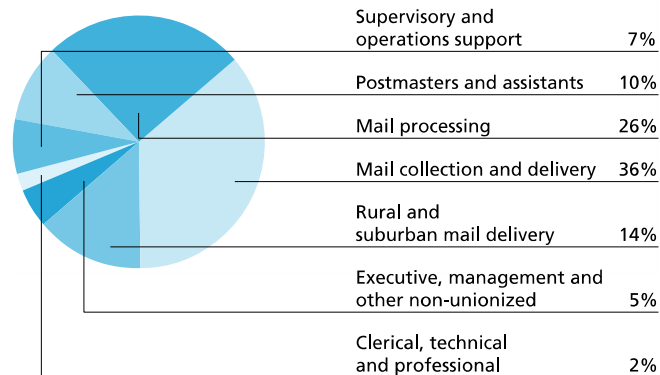 Supervisory and
operations support 7%
Postmasters and assistants 10%
Mail processing 26%
Mail collection and delivery 36%
Rural and
suburban mail delivery 14%
Executive, management and
other non-unionized 5%
Clerical, technical
and professional 2%